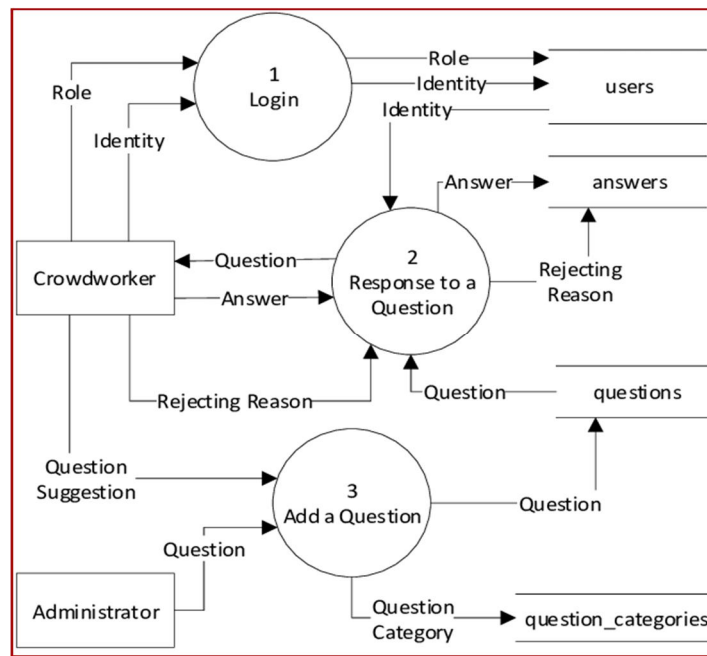 1
Login
Role
Identity
Role
Identity
Identity
users
Answer
answers
Crowdworker
Question
Answer
2
Response to a
Question
Rejecting
Reason
Rejecting Reason
Question
questions
Question
Suggestion
3
Add a Question
Question
Question
Administrator
Question
Category
question_categories